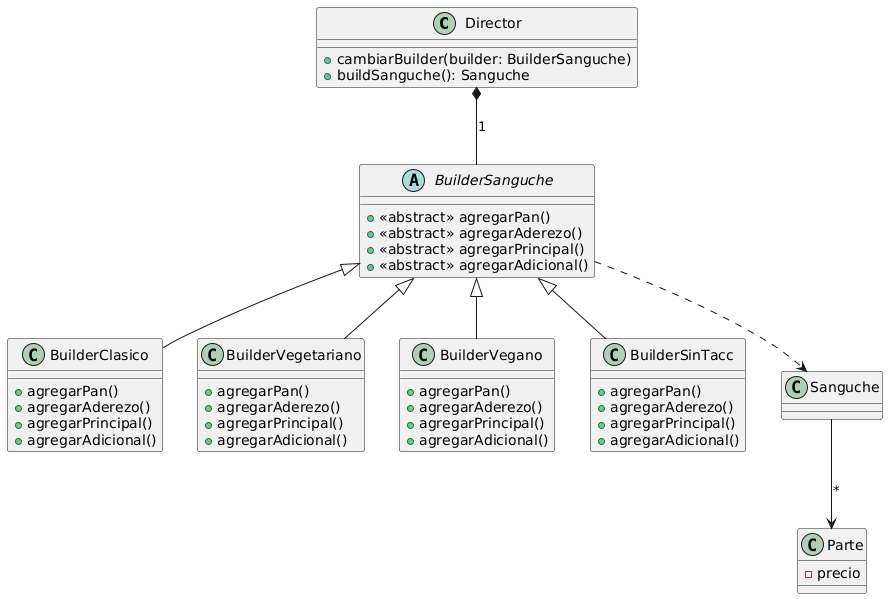 C Director
cambiarBuilder(builder: BuilderSanguche)
buildSanguche(): Sanguche
1
A BuilderSanguche
«abstract» agregarPan()
«abstract» agregarAderezo()
«abstract» agregarPrincipal()
«abstract» agregarAdicional()
C BuilderClasico
agregarPan()
agregarAderezo()
agregarPrincipal()
agregarAdicional()
C BuilderVegetariano
agregarPan()
agregarAderezo()
agregarPrincipal()
agregarAdicional()
C BuilderVegano
agregarPan()
agregarAderezo()
agregarPrincipal()
agregarAdicional()
C BuilderSinTacc
agregarPan()
agregarAderezo()
agregarPrincipal()
agregarAdicional()
C Sanguche
*
C Parte
precio